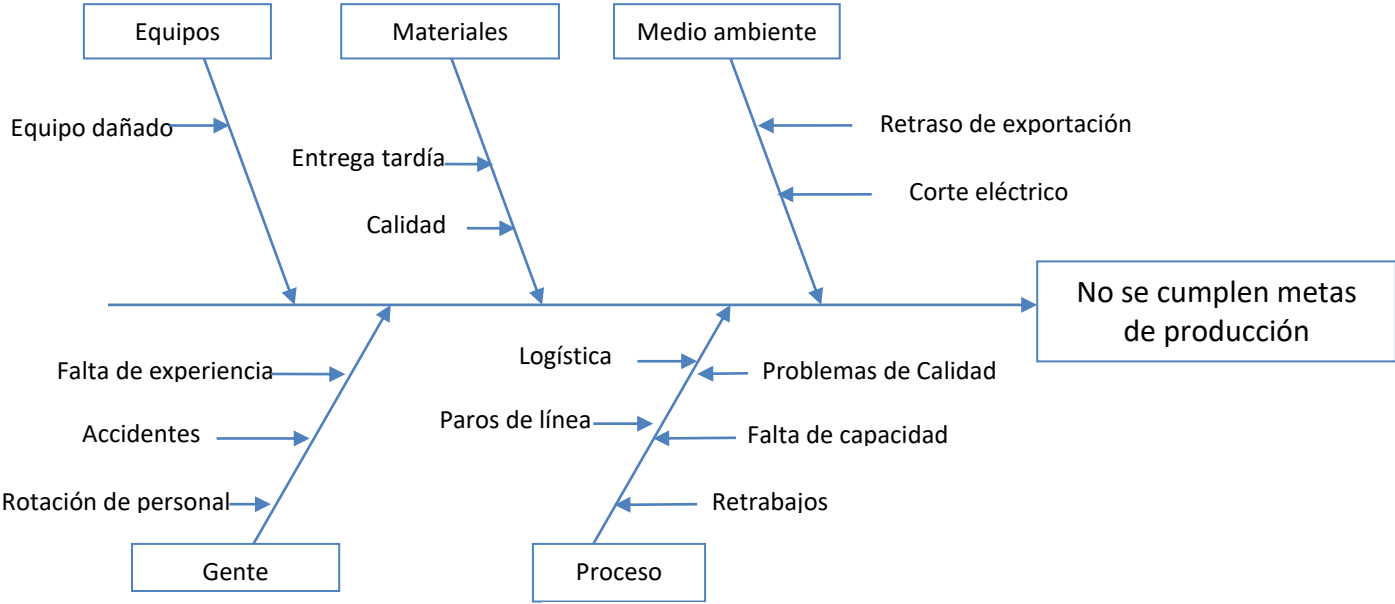 Equipos
Materiales
Medio ambiente
Equipo dañado
Retraso de exportación
Entrega tardía
Corte eléctrico
Calidad
No se cumplen metas
de producción
Logística
Falta de experiencia
Problemas de Calidad
Paros de línea
Accidentes
Falta de capacidad
Rotación de personal
Retrabajos
Gente
Proceso